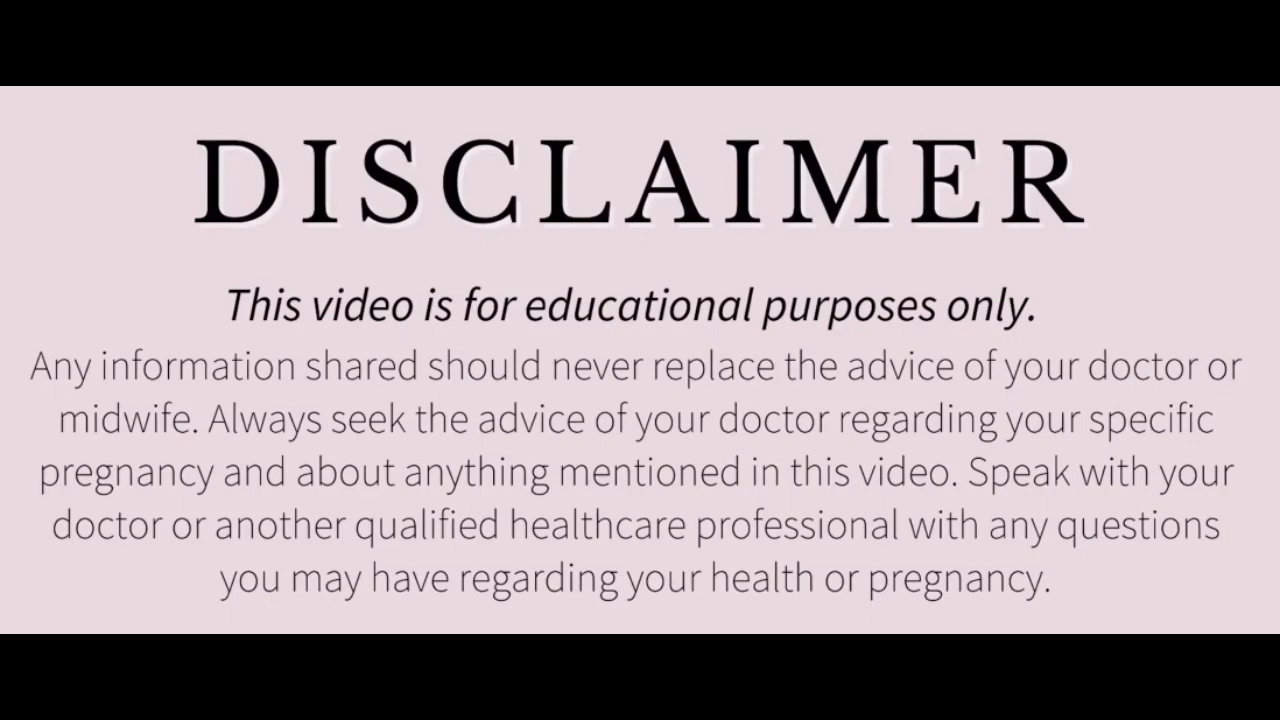 DISCLAIMER
This video is for educational purposes only.
Any information shared should never replace the advice of your doctor or
midwife. Always seek the advice of your doctor regarding your specific
pregnancy and about anything mentioned in this video. Speak with your
doctor or another qualified healthcare professional with any questions
you may have regarding your health or pregnancy.